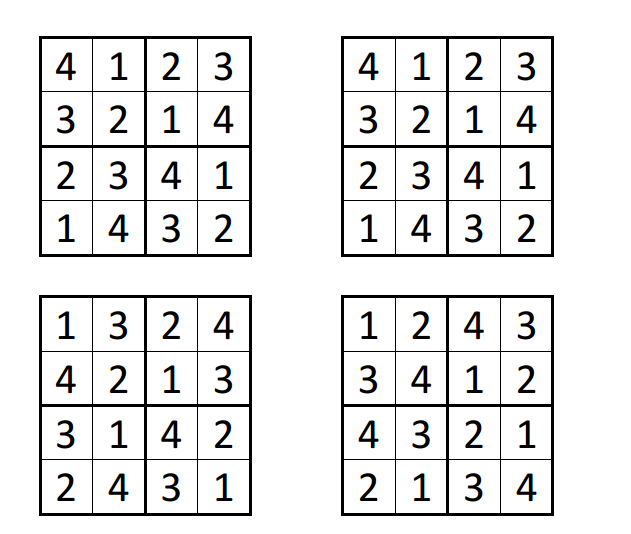 4 1 2 3
3 2 1 4
2 3 4 1
1 4 3 2
4 1 2 3
3 2 1 4
2 3 4 1
1 4 3 2
1 3 2 4
4 2 1 3
3 1 4 2
2 4 3 1
1 2 4 3
3 4 1 2
4 3 2 1
2 1 3 4